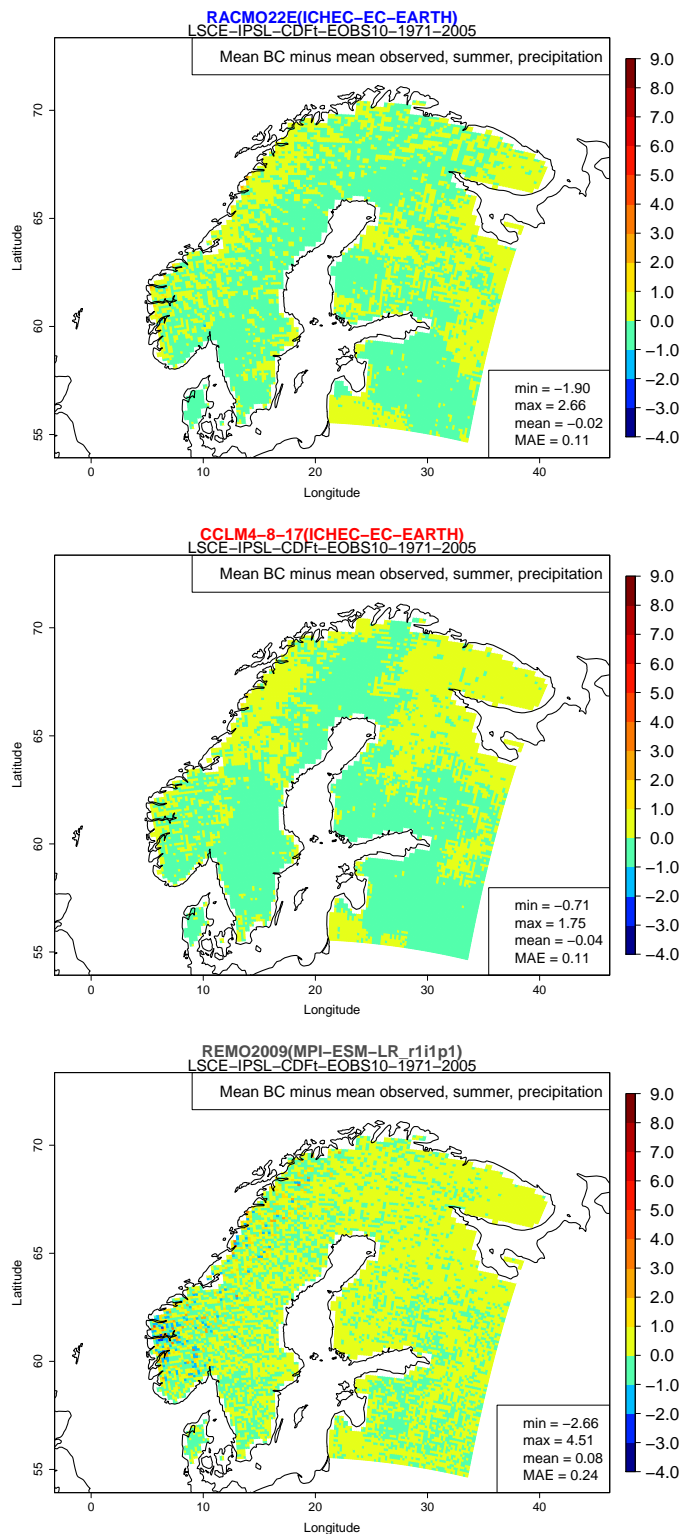 RACMO22E(ICHEC−EC−EARTH)
LSCE−IPSL−CDFt−EOBS10−1971−2005
Mean BC minus mean observed, summer, precipitation
9.0
8.0
7.0
6.0
5.0
4.0
3.0
2.0
1.0
0.0
−1.0
−2.0
−3.0
−4.0
70
65
60
55
Latitude
min = −1.90
max = 2.66
mean = −0.02
MAE = 0.11
0 10 20 30 40
Longitude
CCLM4−8−17(ICHEC−EC−EARTH)
LSCE−IPSL−CDFt−EOBS10−1971−2005
Mean BC minus mean observed, summer, precipitation
9.0
8.0
7.0
6.0
5.0
4.0
3.0
2.0
1.0
0.0
−1.0
−2.0
−3.0
−4.0
70
65
60
55
Latitude
min = −0.71
max = 1.75
mean = −0.04
MAE = 0.11
0 10 20 30 40
Longitude
REMO2009(MPI−ESM−LR_r1i1p1)
LSCE−IPSL−CDFt−EOBS10−1971−2005
Mean BC minus mean observed, summer, precipitation
9.0
8.0
7.0
6.0
5.0
4.0
3.0
2.0
1.0
0.0
−1.0
−2.0
−3.0
−4.0
70
65
60
55
Latitude
min = −2.66
max = 4.51
mean = 0.08
MAE = 0.24
0 10 20 30 40
Longitude